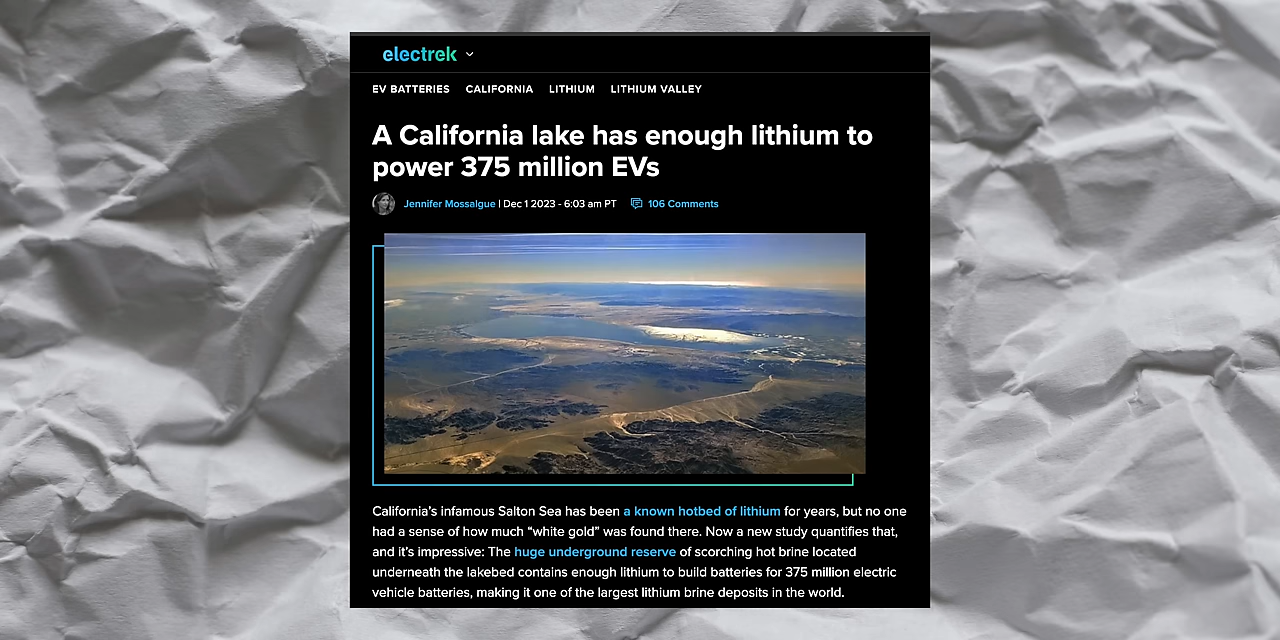 electrek
EV BATTERIES CALIFORNIA LITHIUM LITHIUM VALLEY
A California lake has enough lithium to
power 375 million EVs
Jennifer Mossalgue | Dec 1 2023 - 6:03 am PT 106 Comments
California's infamous Salton Sea has been a known hotbed of lithium for years, but no one
had a sense of how much “white gold” was found there. Now a new study quantifies that,
and it's impressive: The huge underground reserve of scorching hot brine located
underneath the lakebed contains enough lithium to build batteries for 375 million electric
vehicle batteries, making it one of the largest lithium brine deposits in the world.